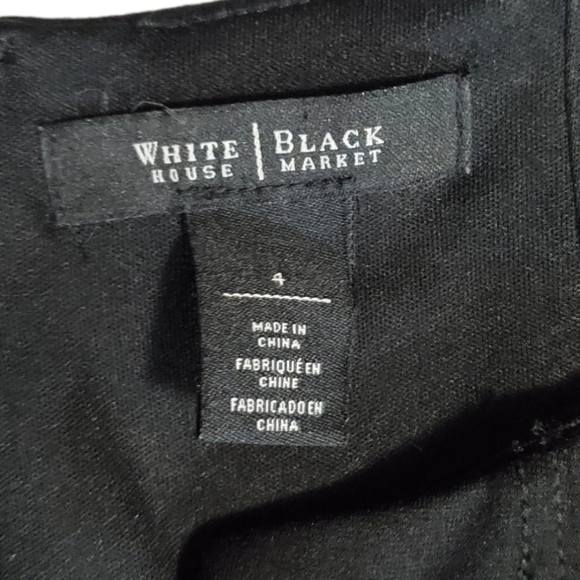 WHITE | BLACK
HOUSE | MARKET
4
MADE IN
CHINA
FABRIQUÉ EN
CHINE
FABRICADO EN
CHINA